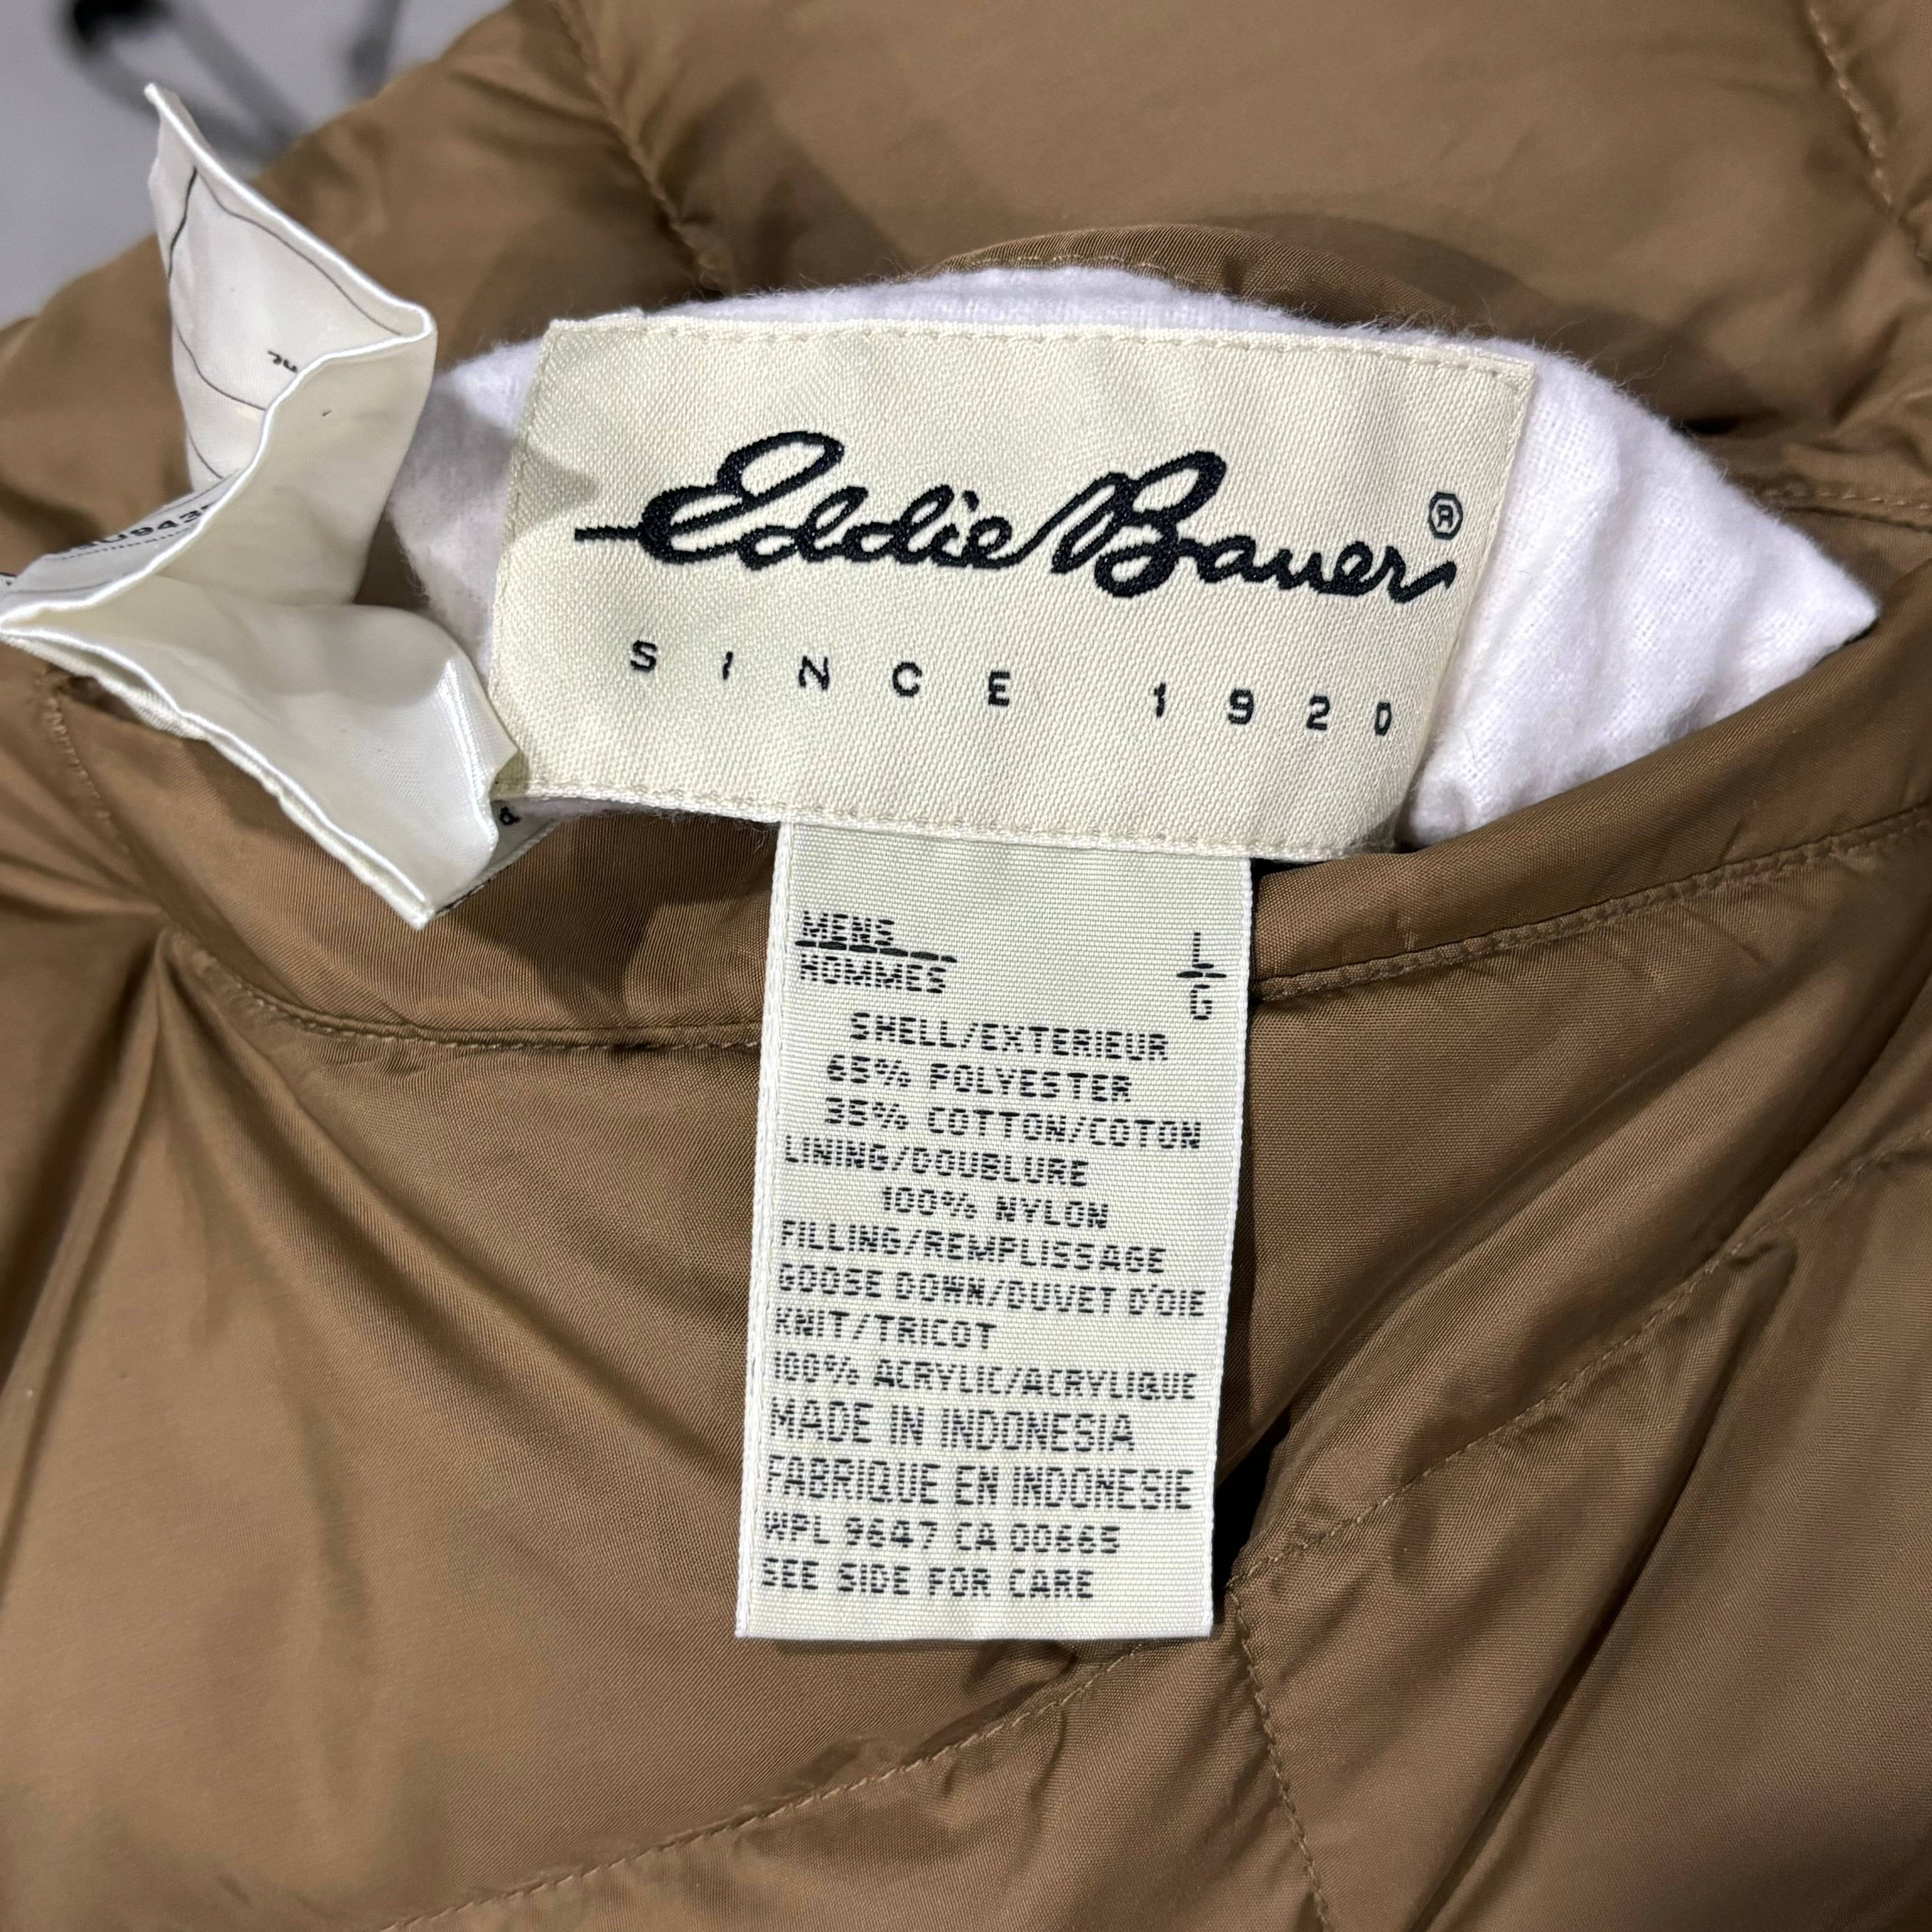 Eddie Bauer®
SINCE 1920
MENS L
HOMMES G
SHELL/EXTERIEUR
65% POLYESTER
35% COTTON/COTON
LINING/DOUBLURE
100% NYLON
FILLING/REMPLISSAGE
GOOSE DOWN/DUVET D'OIE
KNIT/TRICOT
100% ACRYLIC/ACRYLIQUE
MADE IN INDONESIA
FABRIQUE EN INDONESIE
WPL 9647 CA 00665
SEE SIDE FOR CARE